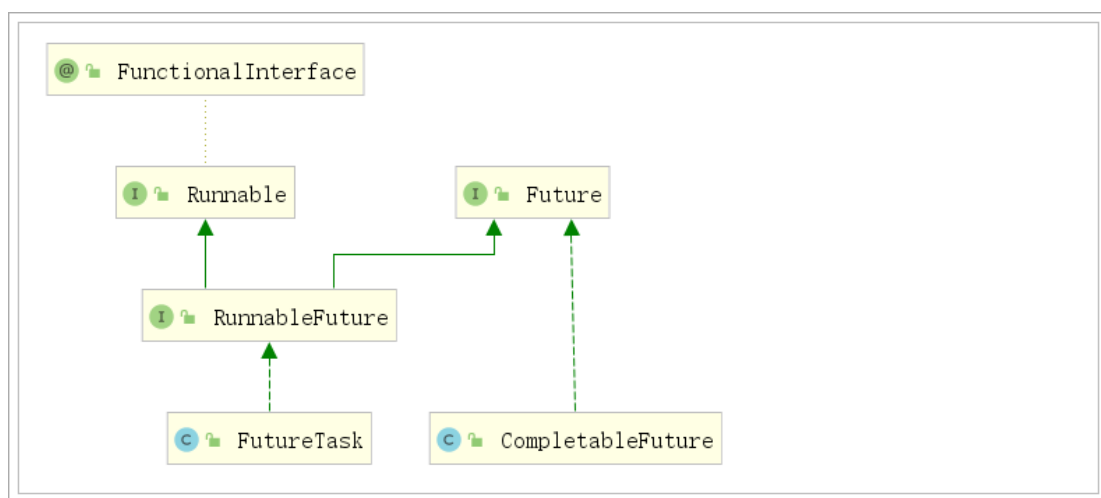 @ FunctionalInterface
I Runnable
I Future
I RunnableFuture
C FutureTask
C CompletableFuture